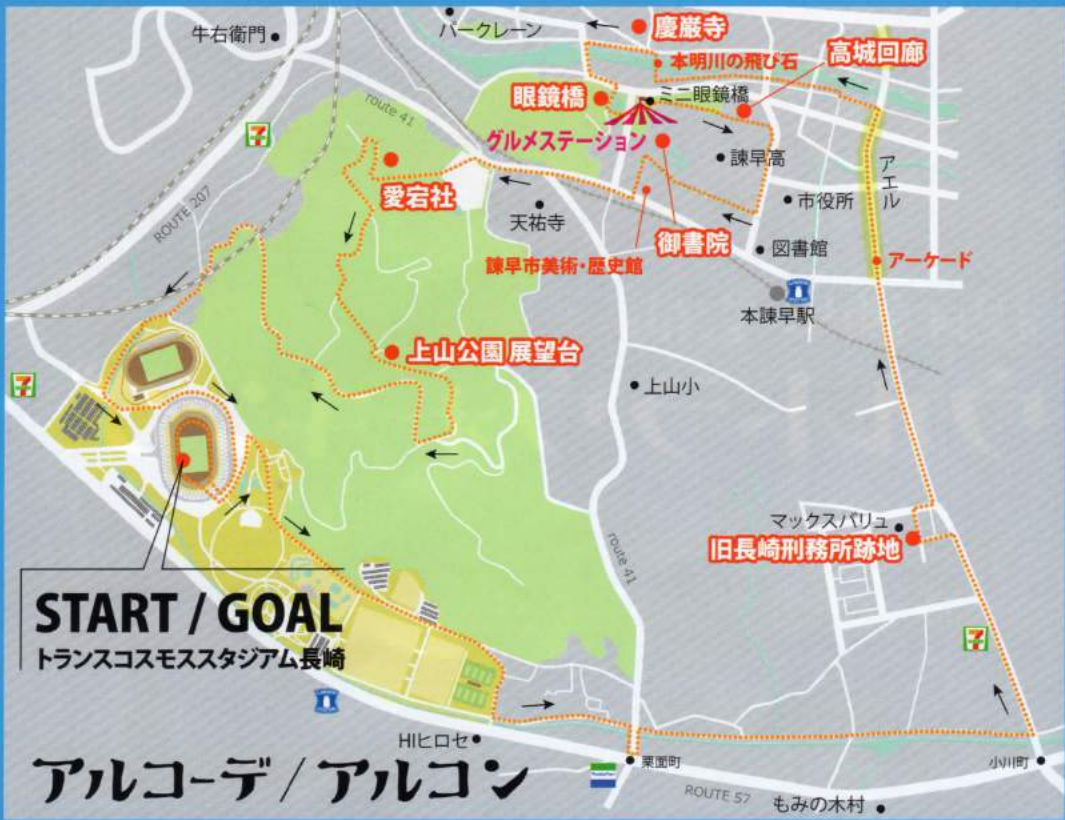 牛右衛門
パークレーン
慶巌寺
本明川の飛び石
高城回廊
眼鏡橋
ミニ眼鏡橋
グルメステーション
route 41
7
愛宕社
諫早高
アエル
市役所
ROUTE 207
天祐寺
御書院
図書館
諫早市美術・歴史館
アーケード
本諫早駅
上山公園 展望台
7
上山小
マックスバリュ
旧長崎刑務所跡地
route 41
START / GOAL
トランスコスモススタジアム長崎
7
HIヒロセ
栗面町
小川町
アルコーデ / アルコン
ROUTE 57
もみの木村